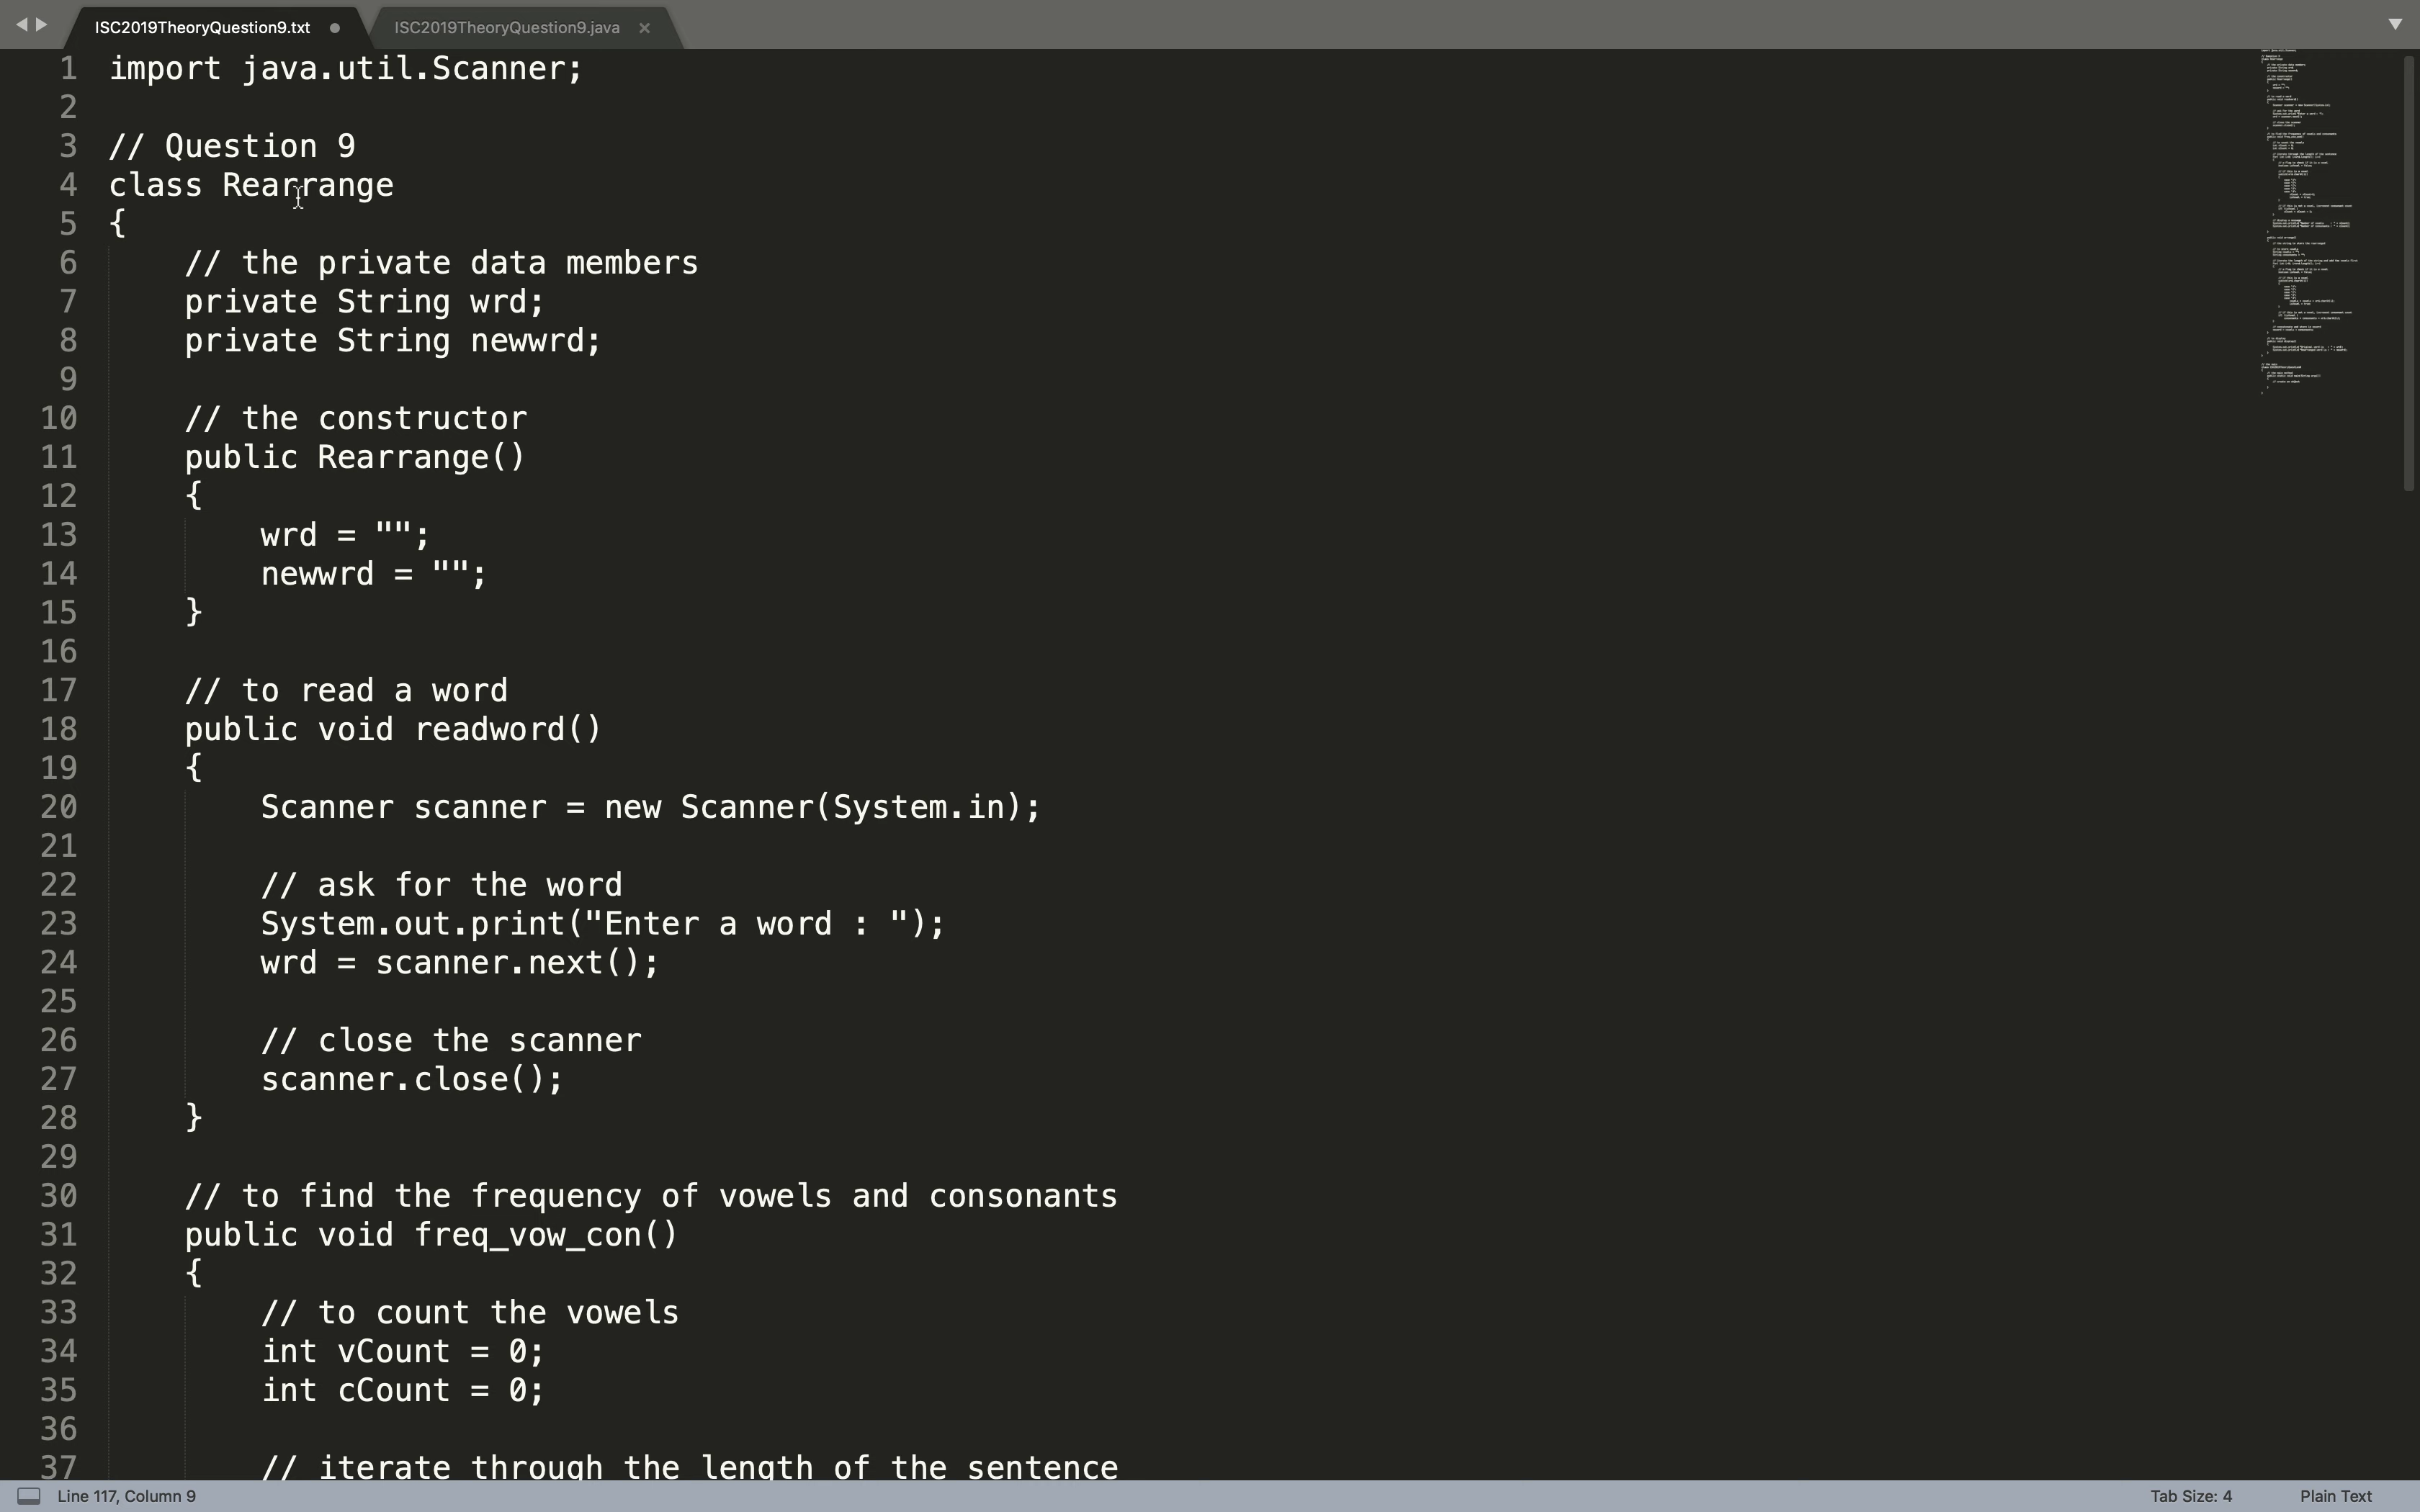 ISC2019TheoryQuestion9.txt
ISC2019TheoryQuestion9.java
1 import java.util.Scanner;
2
3 // Question 9
4 class Rearrange
5 {
6 // the private data members
7 private String wrd;
8 private String newwrd;
9
10 // the constructor
11 public Rearrange()
12 {
13 wrd = "";
14 newwrd = "";
15 }
16
17 // to read a word
18 public void readword()
19 {
20 Scanner scanner = new Scanner(System.in);
21
22 // ask for the word
23 System.out.print("Enter a word : ");
24 wrd = scanner.next();
25
26 // close the scanner
27 scanner.close();
28 }
29
30 // to find the frequency of vowels and consonants
31 public void freq_vow_con()
32 {
33 // to count the vowels
34 int vCount = 0;
35 int cCount = 0;
36
37 // iterate through the length of the sentence
Line 117, Column 9
Tab Size: 4
Plain Text